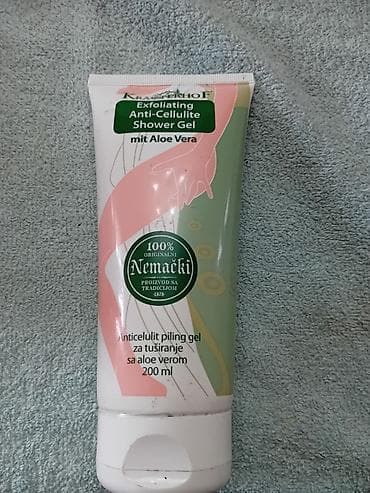 KRÄUTERHOF
Exfoliating
Anti-Cellulite
Shower Gel
mit Aloe Vera
100%
ORIGINALNI
Nemački
PROIZVOD SA
TRADICIJOM
Anticelulit piling gel
za tuširanje
sa aloe verom
200 ml